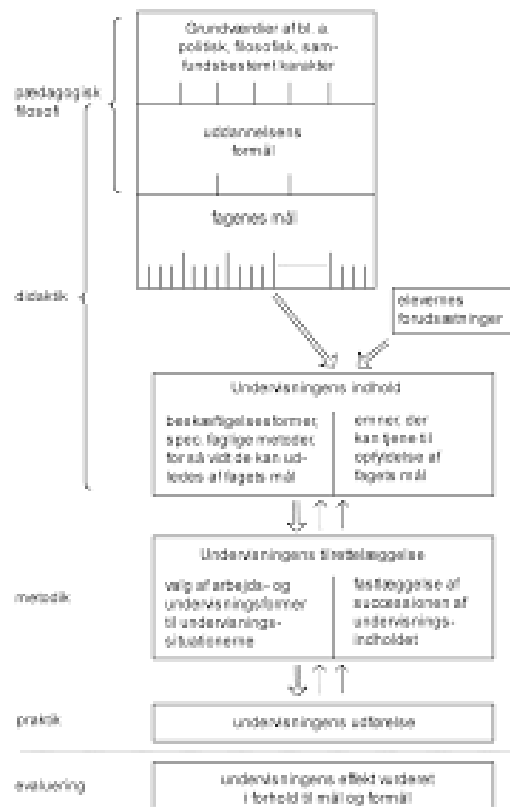 Grundværdier af bl. a.
politisk, filosofisk, sam-
fundsbestemt karakter
pædagogisk
filosofi
uddannelsens
formål
fagenes mål
didaktik
elevernes
forudsætninger
Undervisningens indhold
beskæftigelsesformer,
spec. faglige metoder,
for så vidt de kan ud-
ledes af fagets mål
emner, der
kan tjene til
opfyldelse af
fagets mål
Undervisningens tilrettelæggelse
metodik
valg af arbejds- og
undervisningsformer
til undervisnings-
situationerne
fastlæggelse af
successionen af
undervisnings-
indholdet
praktik
undervisningens udførelse
evaluering
undervisningens effekt vurderet
i forhold til mål og formål